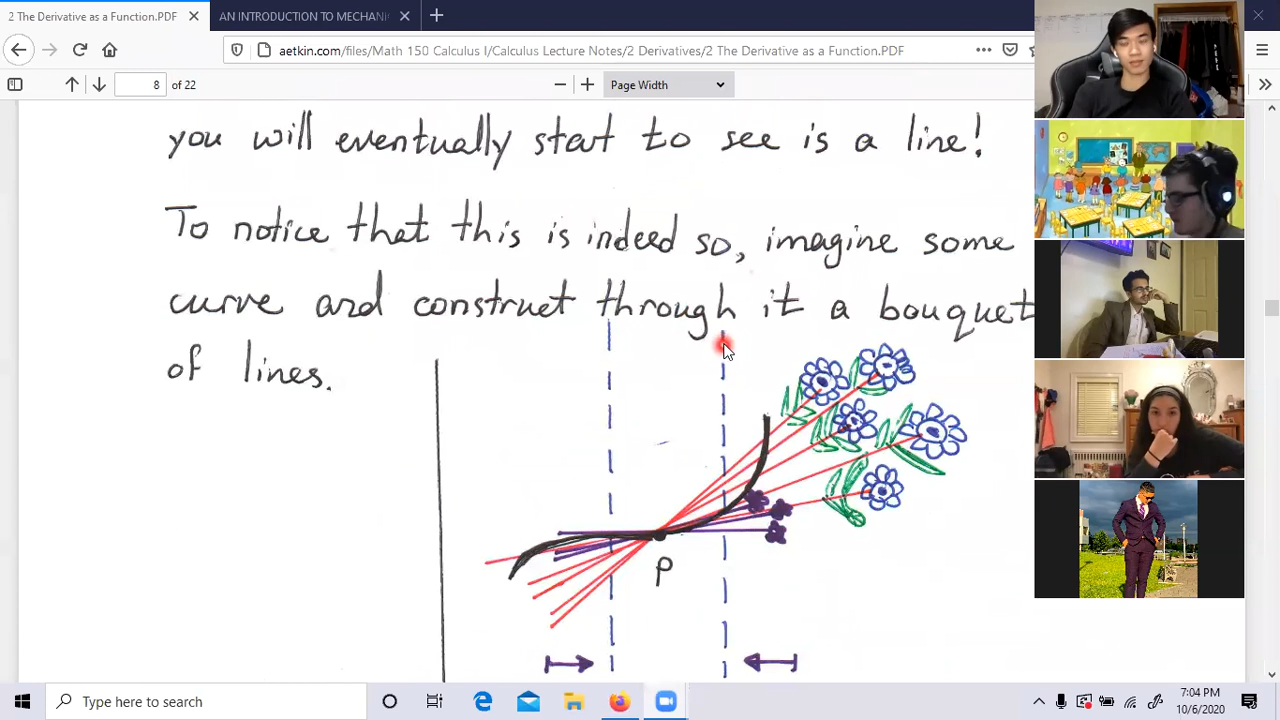 2 The Derivative as a Function.PDF
AN INTRODUCTION TO MECHANI
aetkin.com/files/Math 150 Calculus I/Calculus Lecture Notes/2 Derivatives/2 The Derivative as a Function.PDF
8 of 22
Page Width
you will eventually start to see is a line!
To notice that this is indeed so, imagine some
curve and construct through it a bouquet
of lines.
P
Type here to search
7:04 PM
10/6/2020